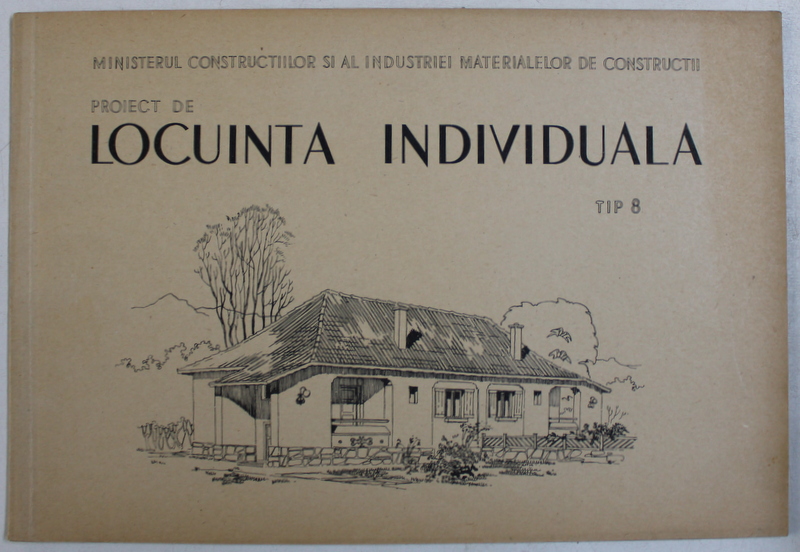 MINISTERUL CONSTRUCTIILOR SI AL INDUSTRIEI MATERIALELOR DE CONSTRUCTII
PROIECT DE
LOCUINTA INDIVIDUALA
TIP 8